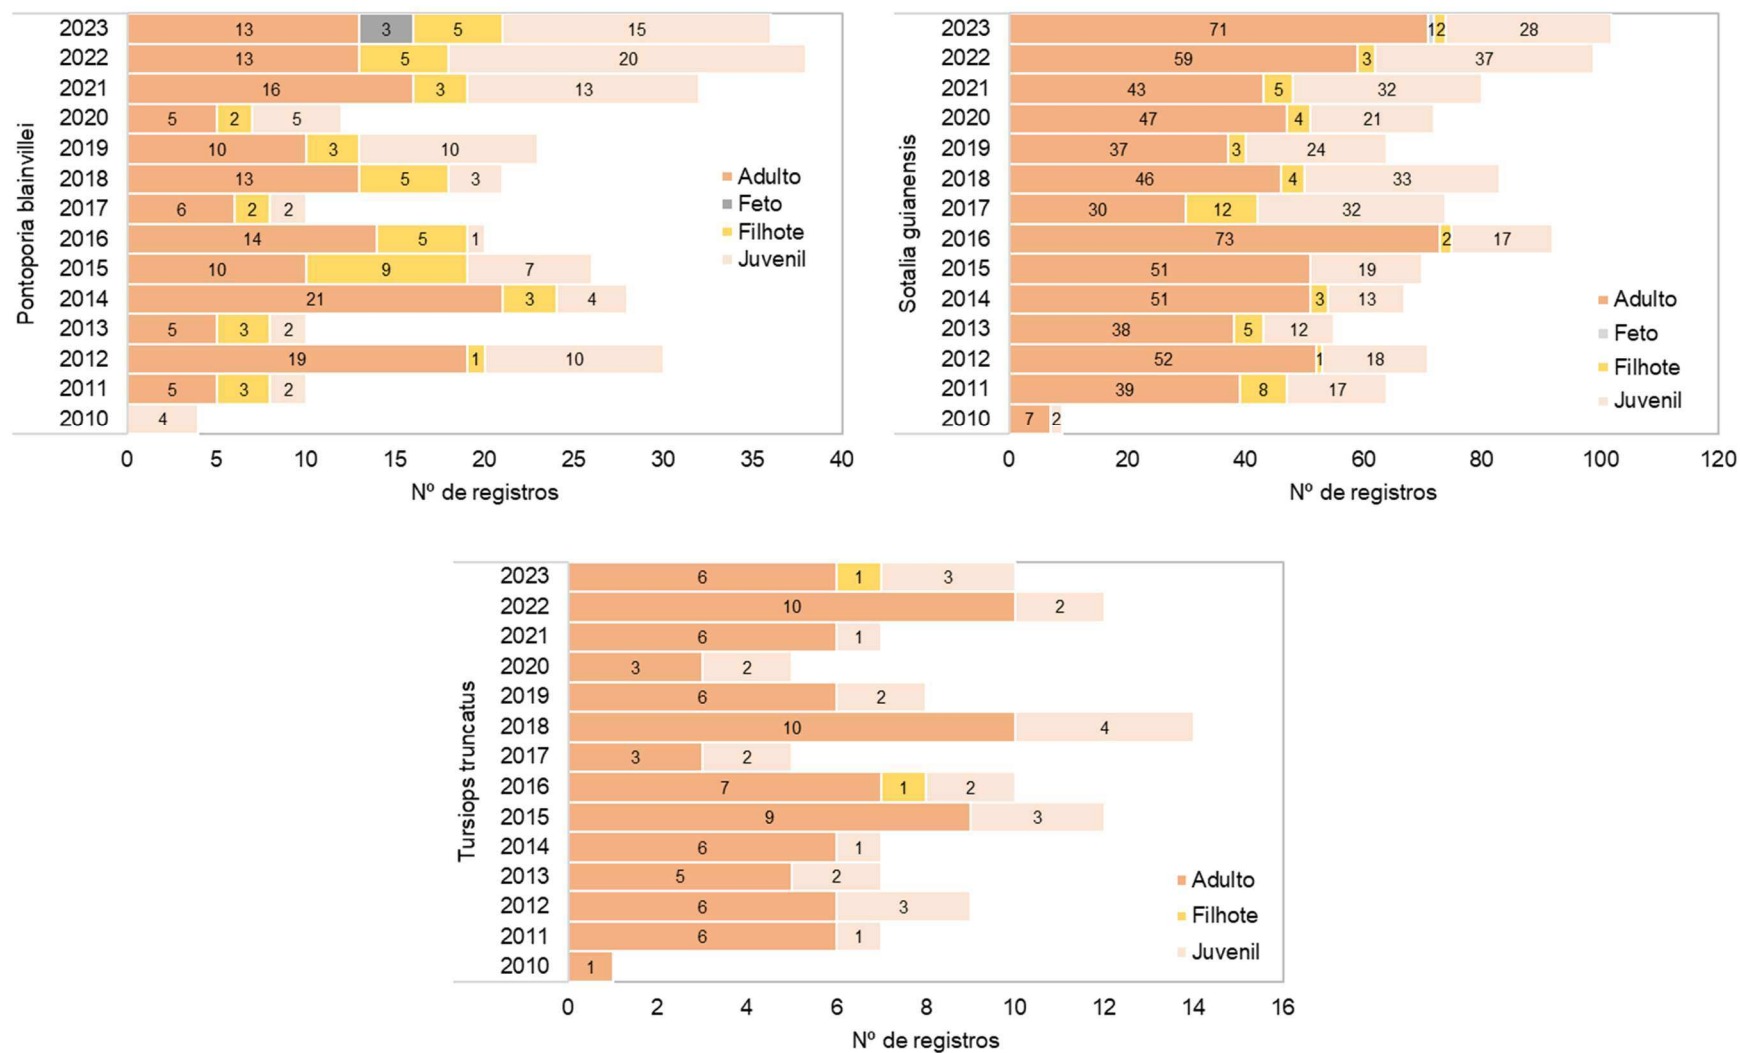 Pontoporia blainvillei
2023 13 3 5 15
2022 13 5 20
2021 16 3 13
2020 5 2 5
2019 10 3 10
2018 13 5 3
2017 6 2 2
2016 14 5 1
2015 10 9 7
2014 21 3 4
2013 5 3 2
2012 19 1 10
2011 5 3 2
2010 4
Adulto
Feto
Filhote
Juvenil
0 5 10 15 20 25 30 35 40
Nº de registros
Sotalia guianensis
2023 71 1 2 28
2022 59 3 37
2021 43 5 32
2020 47 4 21
2019 37 3 24
2018 46 4 33
2017 30 12 32
2016 73 2 17
2015 51 19
2014 51 3 13
2013 38 5 12
2012 52 1 18
2011 39 8 17
2010 7 2
Adulto
Feto
Filhote
Juvenil
0 20 40 60 80 100 120
Nº de registros
Tursiops truncatus
2023 6 1 3
2022 10 2
2021 6 1
2020 3 2
2019 6 2
2018 10 4
2017 3 2
2016 7 1 2
2015 9 3
2014 6 1
2013 5 2
2012 6 3
2011 6 1
2010 1
Adulto
Filhote
Juvenil
0 2 4 6 8 10 12 14 16
Nº de registros